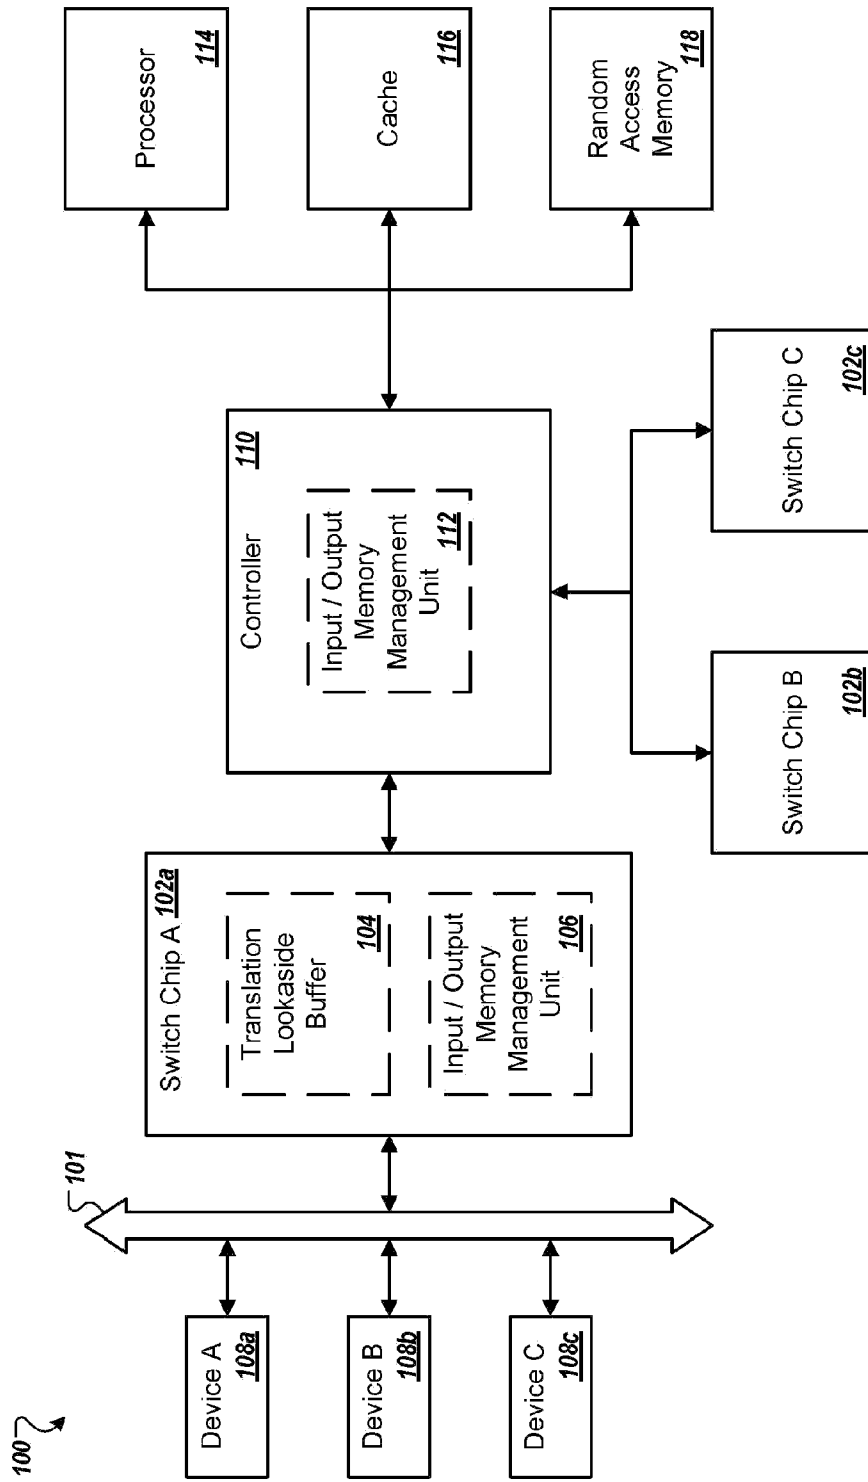 100
101
Device A
108a
Device B
108b
Device C
108c
Switch Chip A
102a
Translation
Lookaside
Buffer
104
Input / Output
Memory
Management
Unit
106
Controller
110
Input / Output
Memory
Management
Unit
112
Switch Chip B
102b
Switch Chip C
102c
Processor
114
Cache
116
Random
Access
Memory
118